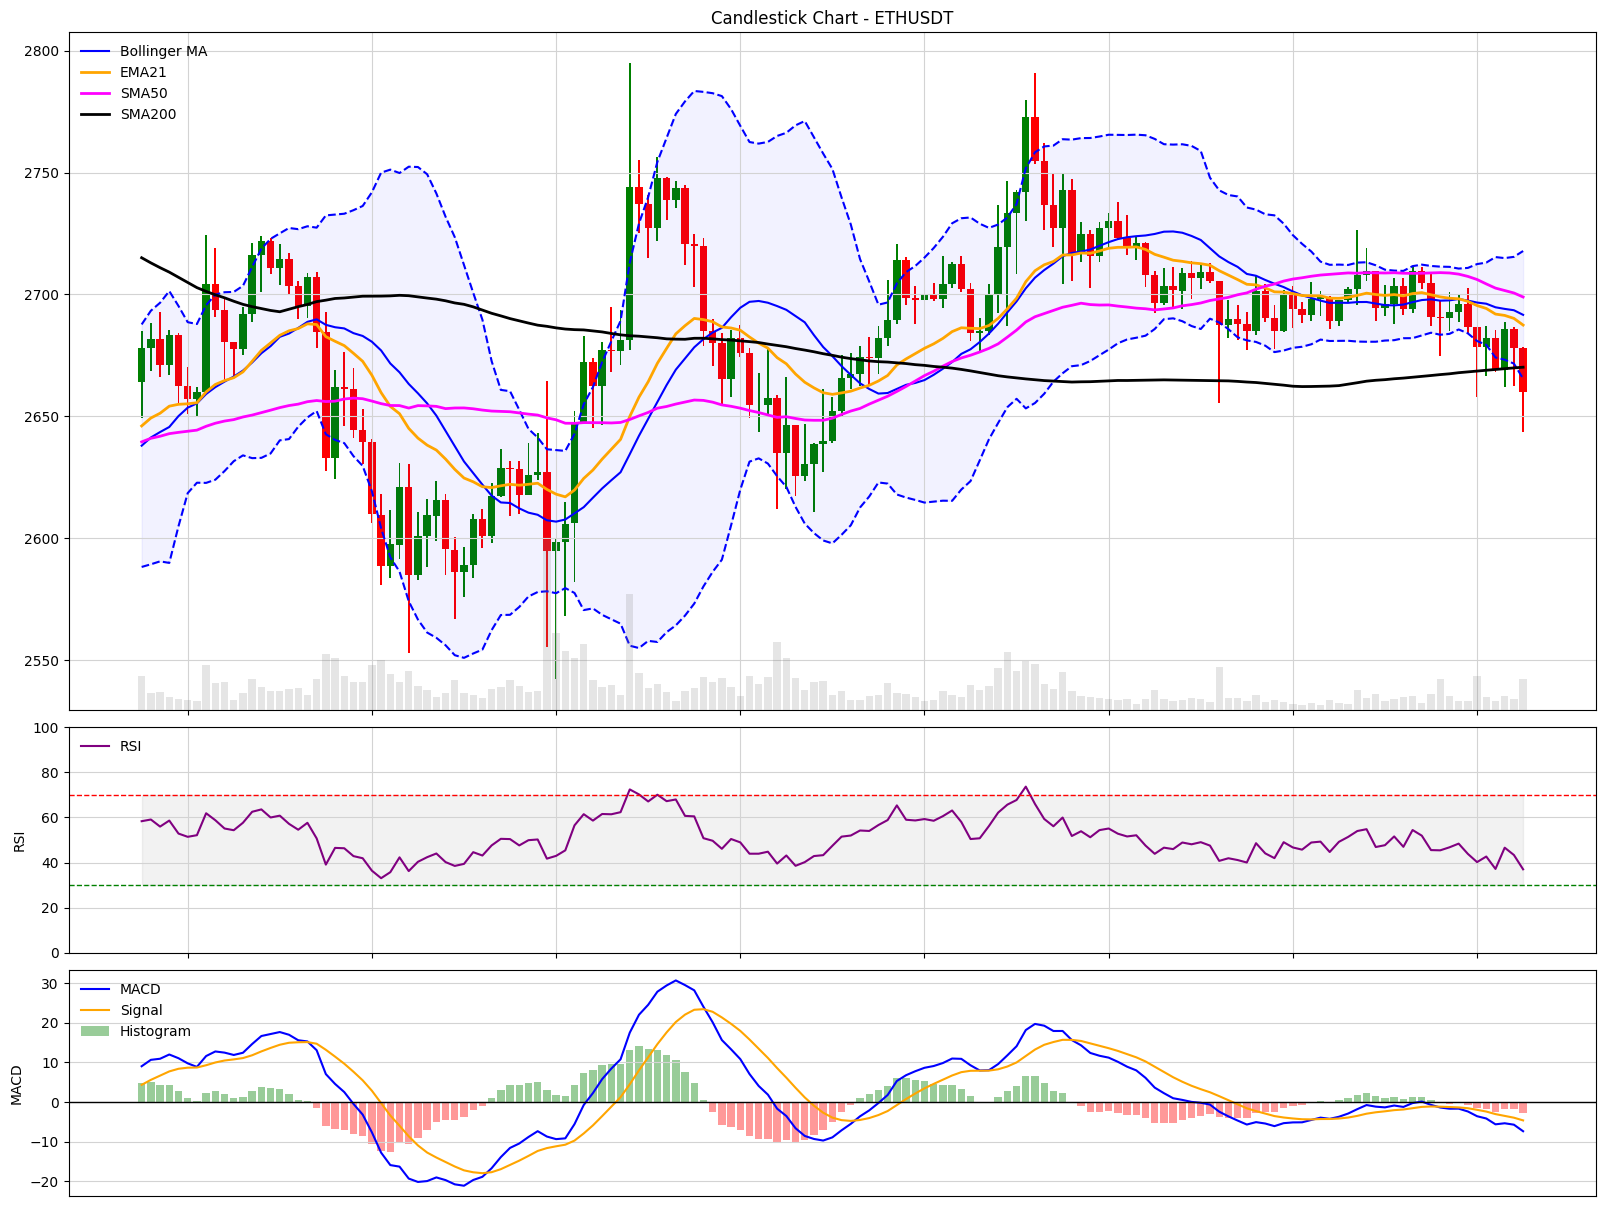 Candlestick Chart - ETHUSDT
2800
2750
2700
2650
2600
2550
Bollinger MA
EMA21
SMA50
SMA200
100
80
60
40
20
0
RSI
RSI
30
20
10
0
−10
−20
MACD
MACD
Signal
Histogram